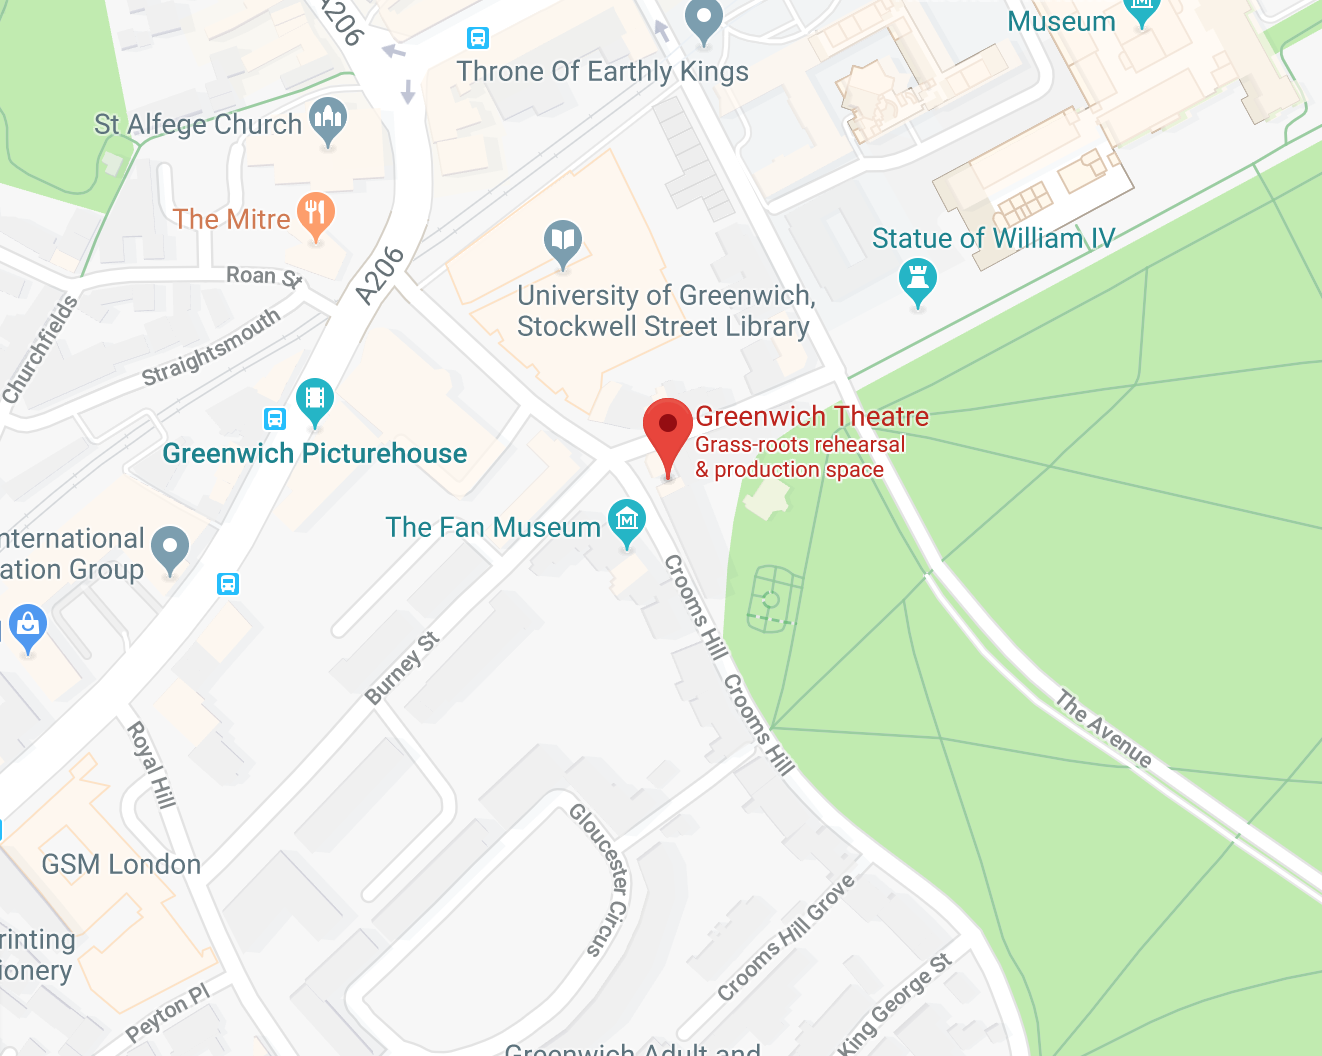 A206
Museum
Throne Of Earthly Kings
St Alfege Church
The Mitre
Statue of William IV
A206
Roan St
University of Greenwich,
Stockwell Street Library
Churchfields
Straightsmouth
Greenwich Theatre
Grass-roots rehearsal
& production space
Greenwich Picturehouse
The Fan Museum
nternational
ation Group
Crooms Hill
Burney St
Crooms Hill
The Avenue
Royal Hill
Gloucester Circus
GSM London
Crooms Hill Grove
rinting
ionery
King George St
Peyton Pl
Greenwich Adult and